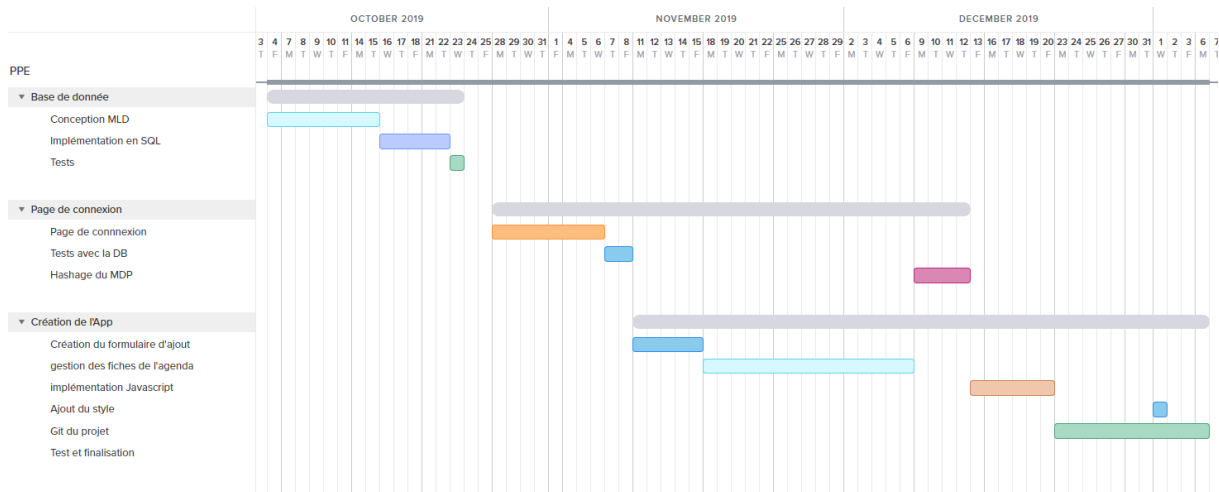 OCTOBER 2019 NOVEMBER 2019 DECEMBER 2019
3 4 7 8 9 10 11 14 15 16 17 18 21 22 23 24 25 28 29 30 31 1 4 5 6 7 8 11 12 13 14 15 18 19 20 21 22 25 26 27 28 29 2 3 4 5 6 9 10 11 12 13 16 17 18 19 20 23 24 25 26 27 30 31 1 2 3 6 7
T F M T W T F M T W T F M T W T F M T W T F M T W T F M T W T F M T W T F M T W T F M T W T F M T W T F M T W T F M T W T F M T W T F M T
PPE
Base de donnée
Conception MLD
Implémentation en SQL
Tests
Page de connexion
Page de connnexion
Tests avec la DB
Hashage du MDP
Création de l'App
Création du formulaire d'ajout
gestion des fiches de l'agenda
implémentation Javascript
Ajout du style
Git du projet
Test et finalisation